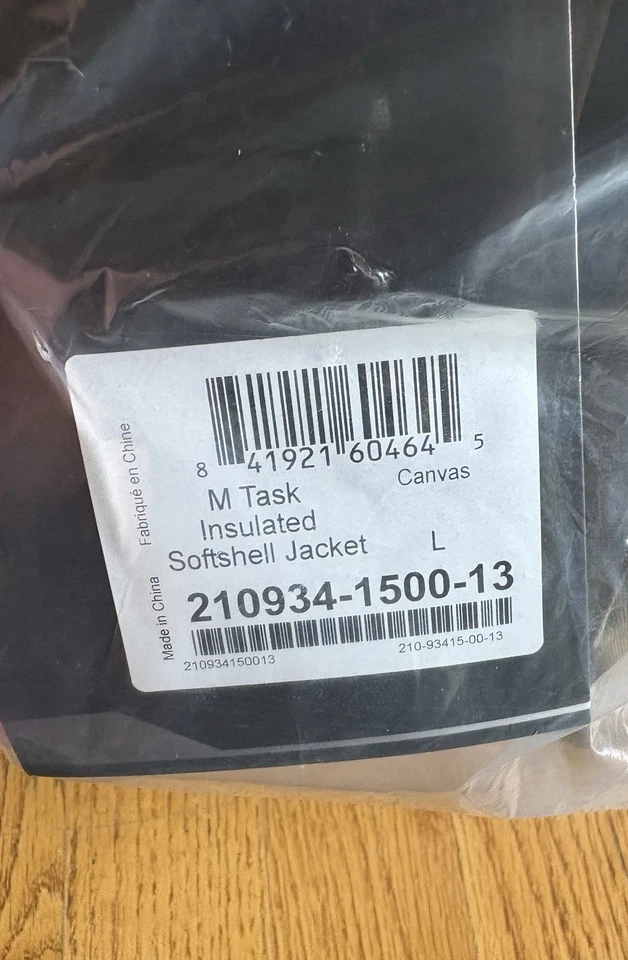 8 41921 60464 5
M Task
Canvas
Insulated
Softshell Jacket L
210934-1500-13
210934150013 210-93415-00-13
Made in China Fabriqué en Chine